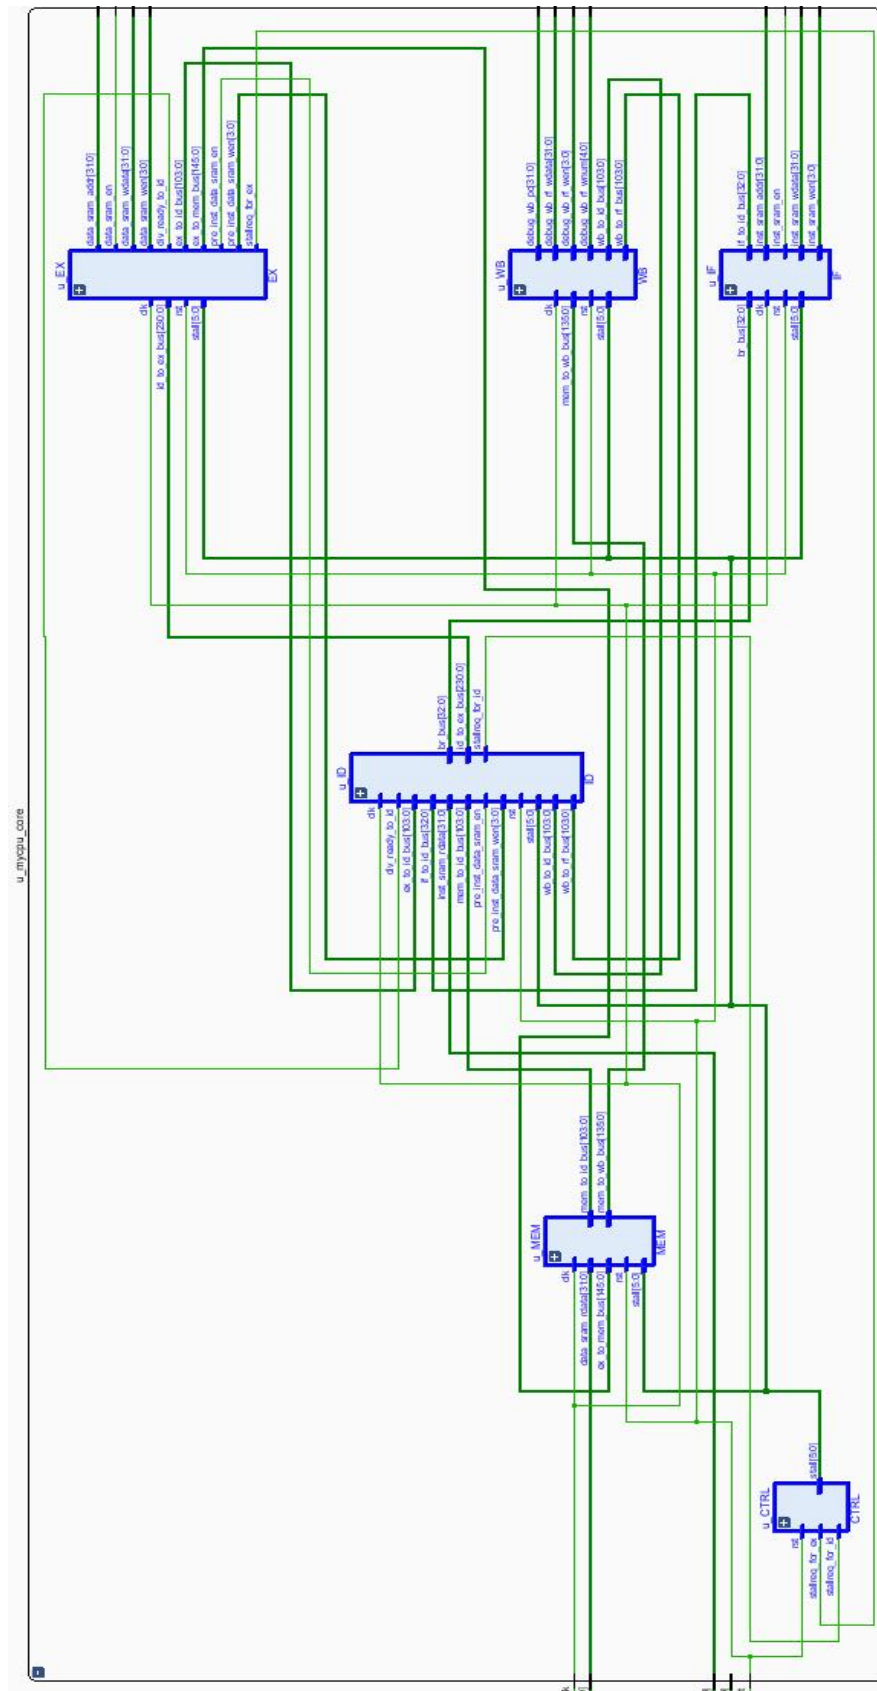 u_mycpu_core
u_CTRL
rst
stallreq_for_ex
stallreq_for_id
stall[5:0]
CTRL
u_MEM
clk
data_sram_rdata[31:0]
ex_to_mem_bus[145:0]
rst
stall[5:0]
mem_to_id_bus[103:0]
mem_to_wb_bus[135:0]
MEM
u_ID
clk
div_ready_to_id
ex_to_id_bus[103:0]
if_to_id_bus[32:0]
inst_sram_rdata[31:0]
mem_to_id_bus[103:0]
pre_inst_data_sram_en
pre_inst_data_sram_wen[3:0]
rst
stall[5:0]
wb_to_id_bus[103:0]
wb_to_rf_bus[103:0]
br_bus[32:0]
id_to_ex_bus[230:0]
stallreq_for_id
ID
u_EX
clk
id_to_ex_bus[230:0]
rst
stall[5:0]
data_sram_addr[31:0]
data_sram_en
data_sram_wdata[31:0]
data_sram_wen[3:0]
div_ready_to_id
ex_to_id_bus[103:0]
ex_to_mem_bus[145:0]
pre_inst_data_sram_en
pre_inst_data_sram_wen[3:0]
stallreq_for_ex
EX
u_WB
clk
mem_to_wb_bus[135:0]
rst
stall[5:0]
debug_wb_pc[31:0]
debug_wb_rf_wdata[31:0]
debug_wb_rf_wen[3:0]
debug_wb_rf_wnum[4:0]
wb_to_id_bus[103:0]
wb_to_rf_bus[103:0]
WB
u_IF
br_bus[32:0]
clk
rst
stall[5:0]
if_to_id_bus[32:0]
inst_sram_addr[31:0]
inst_sram_en
inst_sram_wdata[31:0]
inst_sram_wen[3:0]
IF